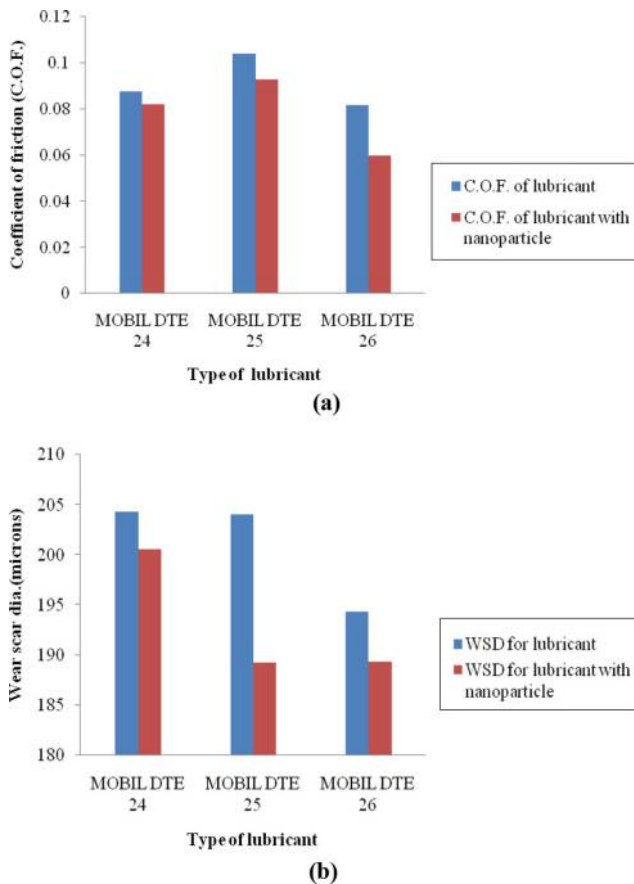 0.12
0.1
0.08
0.06
0.04
0.02
0
Coefficient of friction (C.O.F.)
MOBIL DTE
24
MOBIL DTE
25
MOBIL DTE
26
Type of lubricant
C.O.F. of lubricant
C.O.F. of lubricant with
nanoparticle
(a)
210
205
200
195
190
185
180
Wear scar dia.(microns)
MOBIL DTE
24
MOBIL DTE
25
MOBIL DTE
26
Type of lubricant
WSD for lubricant
WSD for lubricant with
nanoparticle
(b)